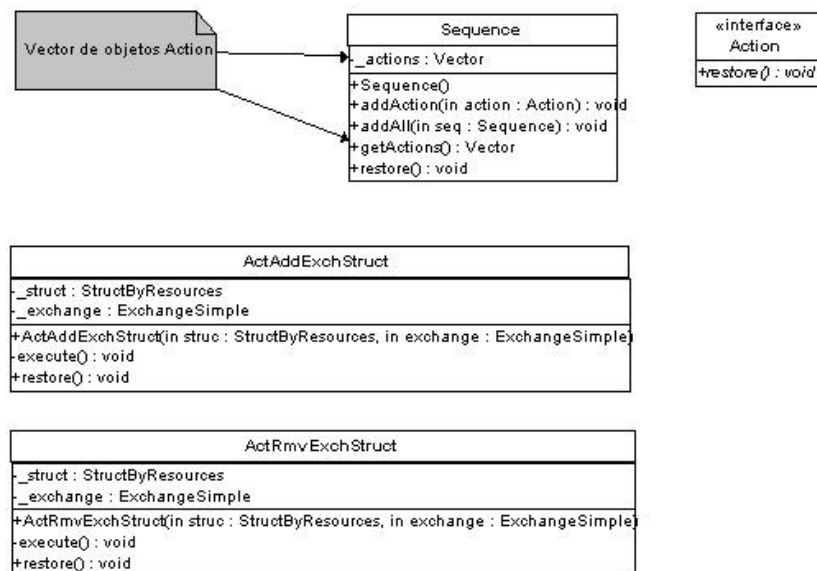 Vector de objetos Action
Sequence
-_actions : Vector
+Sequence()
+addAction(in action : Action) : void
+addAll(in seq : Sequence) : void
+getActions() : Vector
+restore() : void
«interface»
Action
+restore() : void
ActAddExchStruct
-_struct : StructByResources
-_exchange : ExchangeSimple
+ActAddExchStruct(in struc : StructByResources, in exchange : ExchangeSimple)
-execute() : void
+restore() : void
ActRmvExchStruct
-_struct : StructByResources
-_exchange : ExchangeSimple
+ActRmvExchStruct(in struc : StructByResources, in exchange : ExchangeSimple)
-execute() : void
+restore() : void